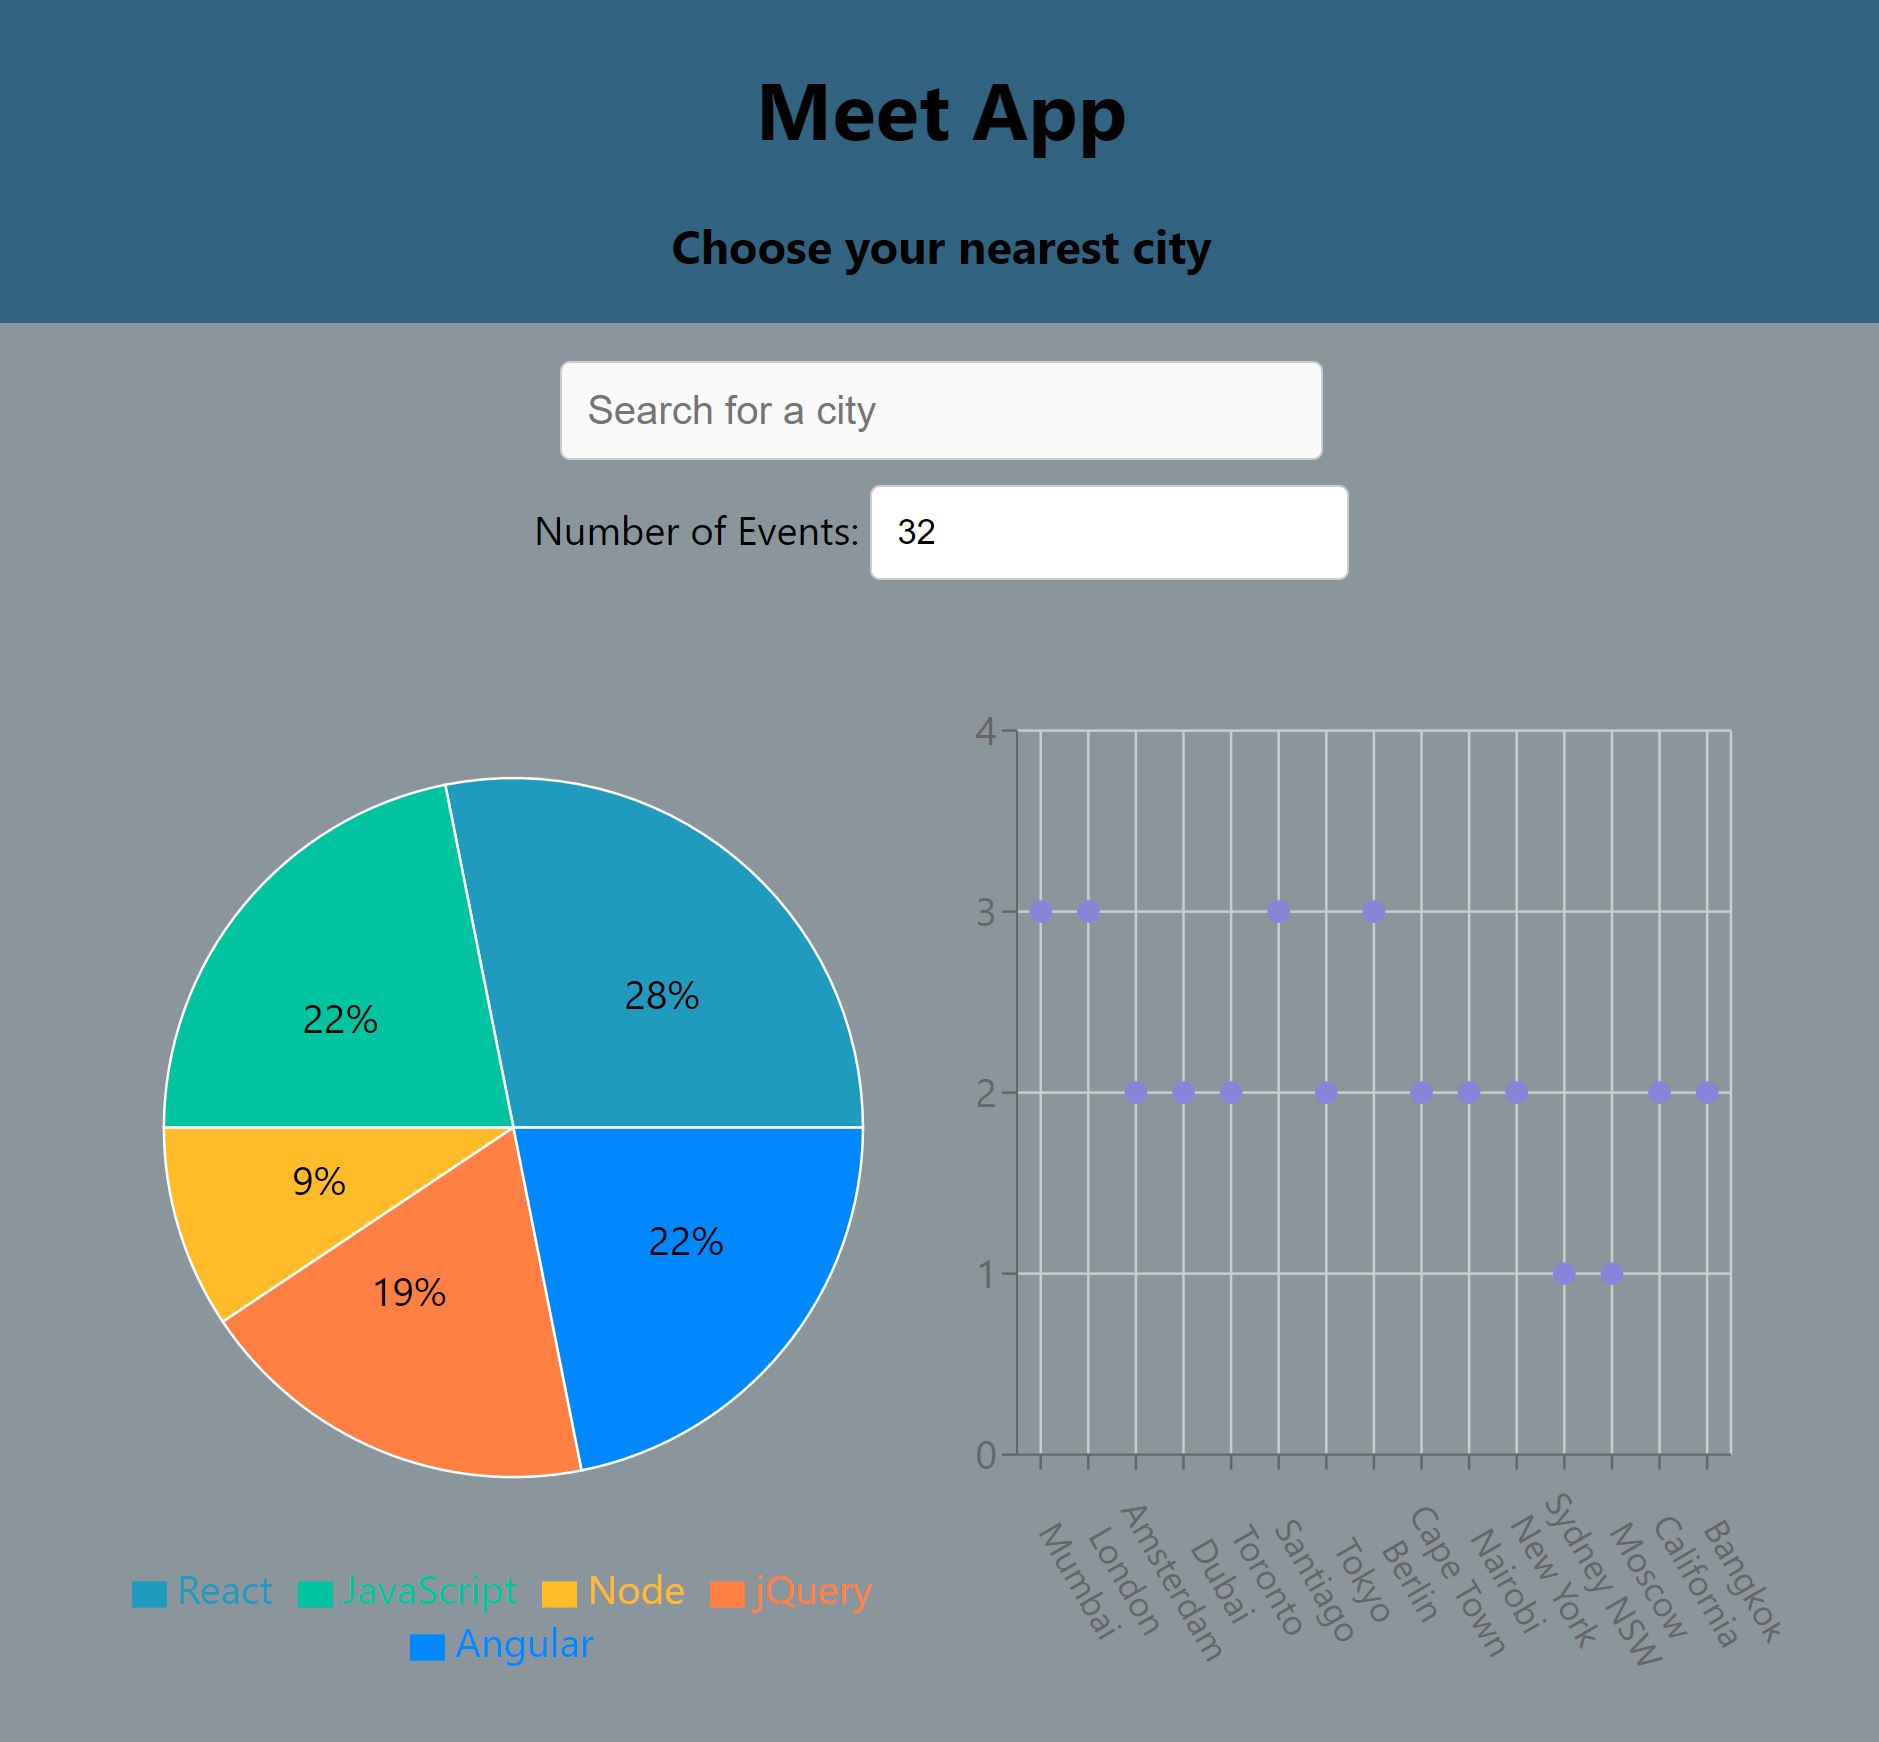 Meet App
Choose your nearest city
Search for a city
Number of Events: 32
28%
22%
9%
19%
22%
React JavaScript Node jQuery
Angular
4
3
2
1
0
Mumbai
London
Amsterdam
Dubai
Toronto
Santiago
Tokyo
Berlin
Cape Town
Nairobi
New York
Sydney NSW
Moscow
California
Bangkok